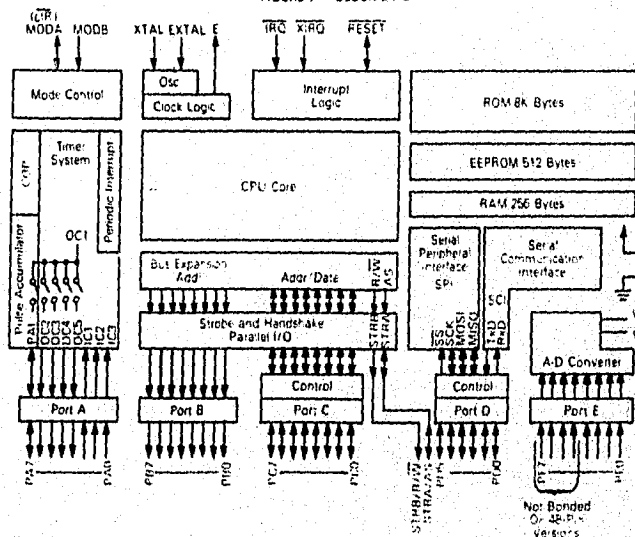 (LIR)
MODA MODB XTAL EXTAL E IRQ XIRQ RESET
Mode Control
Osc
Clock Logic
Interrupt
Logic
ROM 8K Bytes
COP
Timer
System
Periodic Interrupt
CPU Core
EEPROM 512 Bytes
RAM 256 Bytes
OC1
Pulse Accumulator
Bus Expansion
Addr
Addr/Data
R/W
AS
Serial
Peripheral
Interface
SPI
Serial
Communication
Interface
SCI
PA1 OC2 OC3 OC4 OC5 IC1 IC2 IC3
Strobe and Handshake
Parallel I/O
STRB
STRA
SS
SCK
MOSI
MISO
TxD
RxD
A-D Converter
Control
Control
Port A
Port B
Port C
Port D
Port E
PA7 PA0
PB7 PB0
PC7 PC0
STRB/R/W
STRA/AS
PD5 PD0
PE7 PE0
Not Bonded
On 48-Pin
Versions